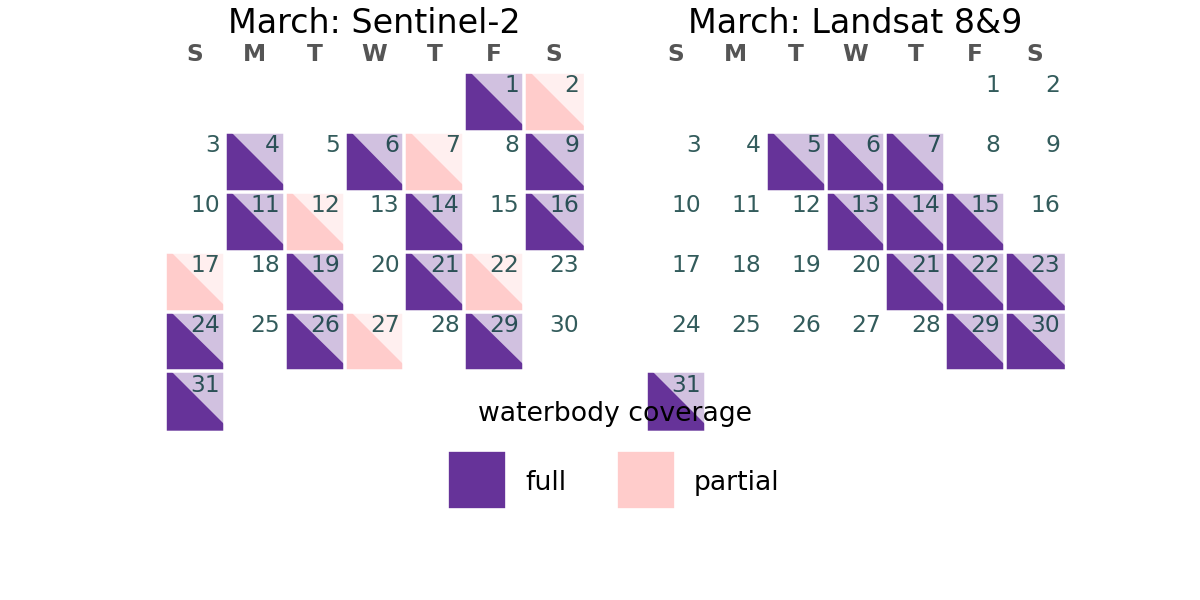 March: Sentinel-2
S M T W T F S
1 2
3 4 5 6 7 8 9
10 11 12 13 14 15 16
17 18 19 20 21 22 23
24 25 26 27 28 29 30
31
March: Landsat 8&9
S M T W T F S
1 2
3 4 5 6 7 8 9
10 11 12 13 14 15 16
17 18 19 20 21 22 23
24 25 26 27 28 29 30
31
waterbody coverage
full
partial